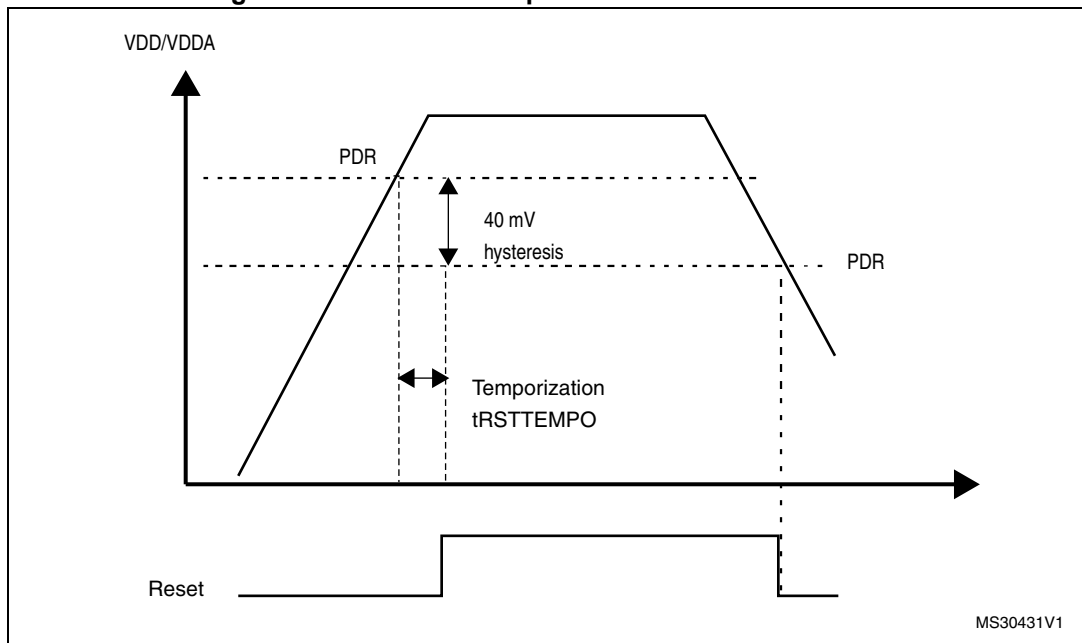 VDD/VDDA
PDR
40 mV
hysteresis
PDR
Temporization
tRSTTEMPO
Reset
MS30431V1